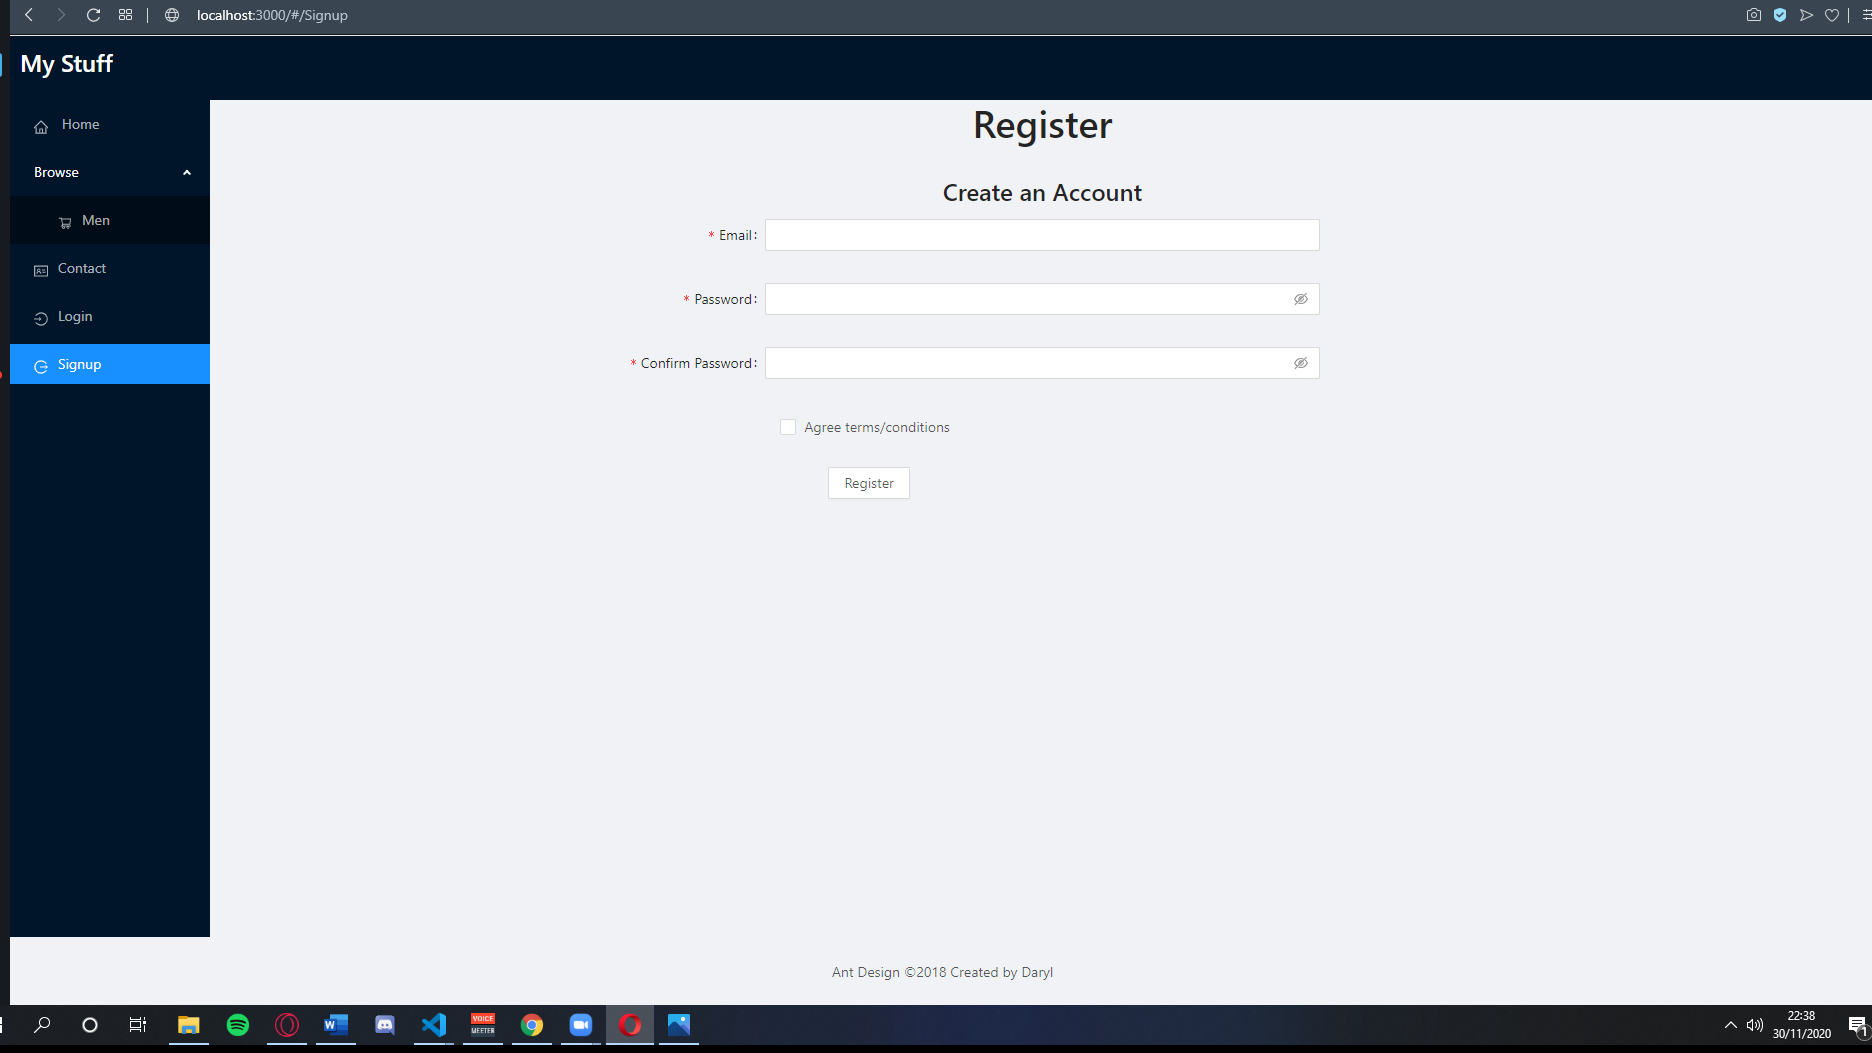 localhost:3000/#/Signup
My Stuff
Home
Browse
Men
Contact
Login
Signup
Register
Create an Account
* Email:
* Password:
* Confirm Password:
Agree terms/conditions
Register
Ant Design ©2018 Created by Daryl
W
VOICE
MEETER
22:38
30/11/2020
1